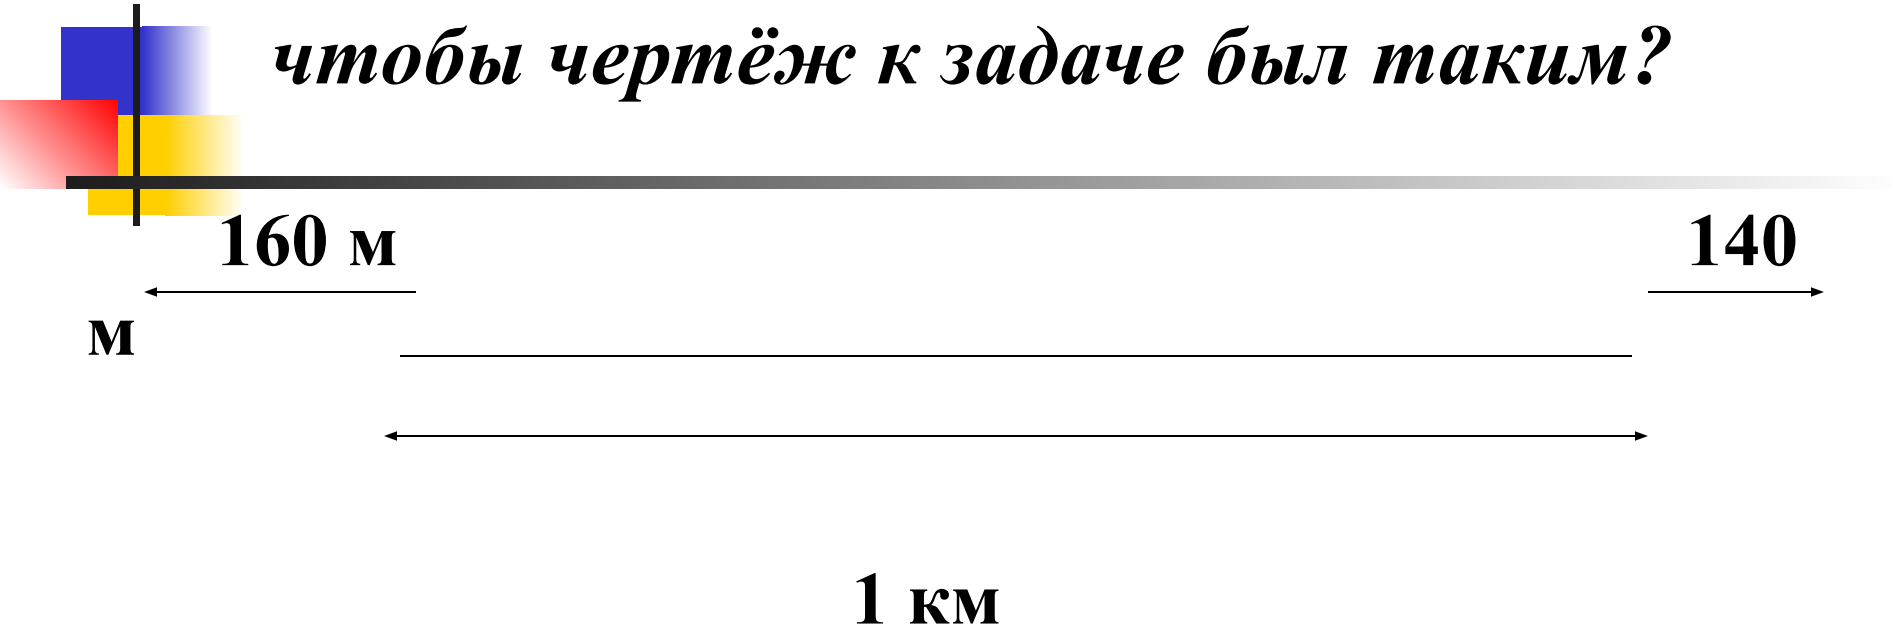 чтобы чертёж к задаче был таким?
160 м 140
м
1 км